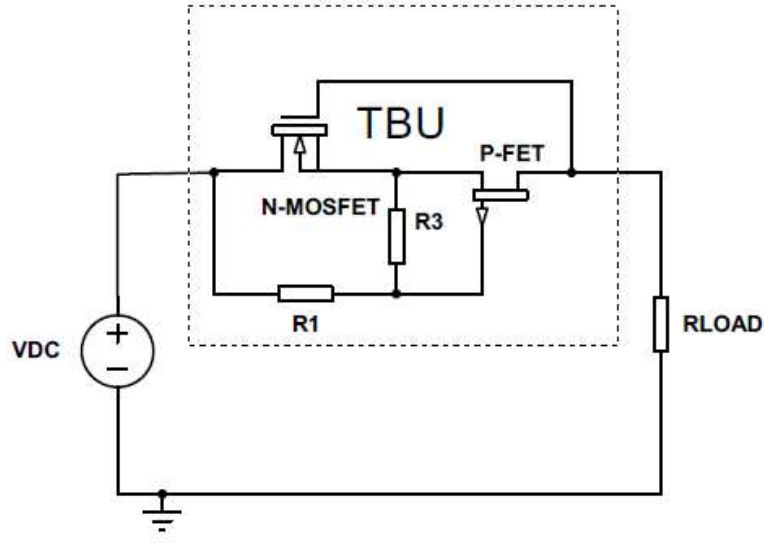 TBU
P-FET
N-MOSFET
R3
R1
VDC
RLOAD